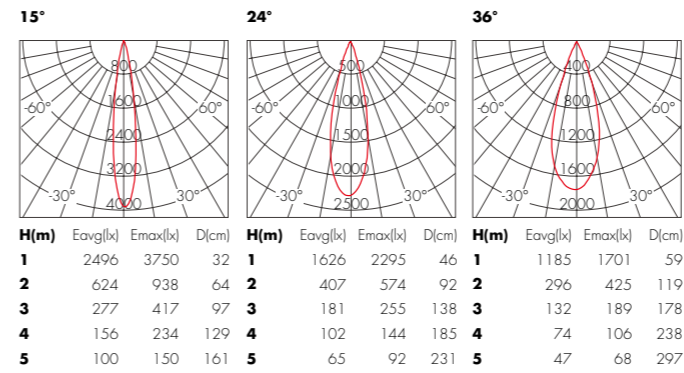 15° 24° 36°
800 500 400
1600 1000 800
-60° 60° -60° 60° -60° 60°
2400 1500 1200
3200 2000 1600
-30° 30° -30° 30° -30° 30°
4000 2500 2000
H(m) Eavg(lx) Emax(lx) D(cm) H(m) Eavg(lx) Emax(lx) D(cm) H(m) Eavg(lx) Emax(lx) D(cm)
1 2496 3750 32 1 1626 2295 46 1 1185 1701 59
2 624 938 64 2 407 574 92 2 296 425 119
3 277 417 97 3 181 255 138 3 132 189 178
4 156 234 129 4 102 144 185 4 74 106 238
5 100 150 161 5 65 92 231 5 47 68 297